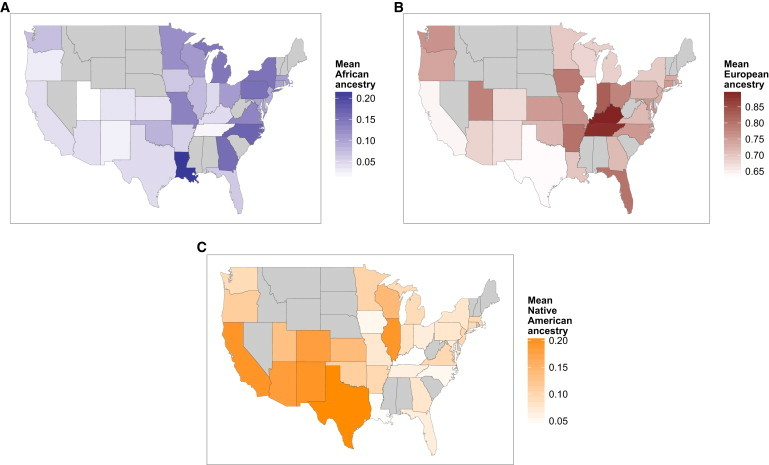 A
Mean
African
ancestry
0.20
0.15
0.10
0.05
B
Mean
European
ancestry
0.85
0.80
0.75
0.70
0.65
C
Mean
Native
American
ancestry
0.20
0.15
0.10
0.05